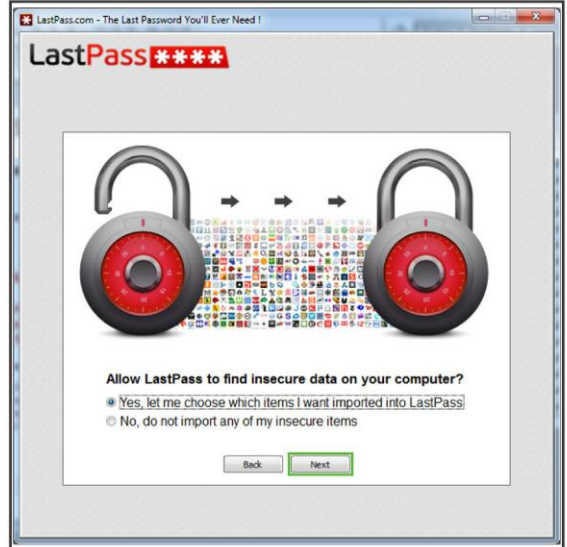 LastPass.com - The Last Password You'll Ever Need !
LastPass ****
Allow LastPass to find insecure data on your computer?
Yes, let me choose which items I want imported into LastPass
No, do not import any of my insecure items
Back Next